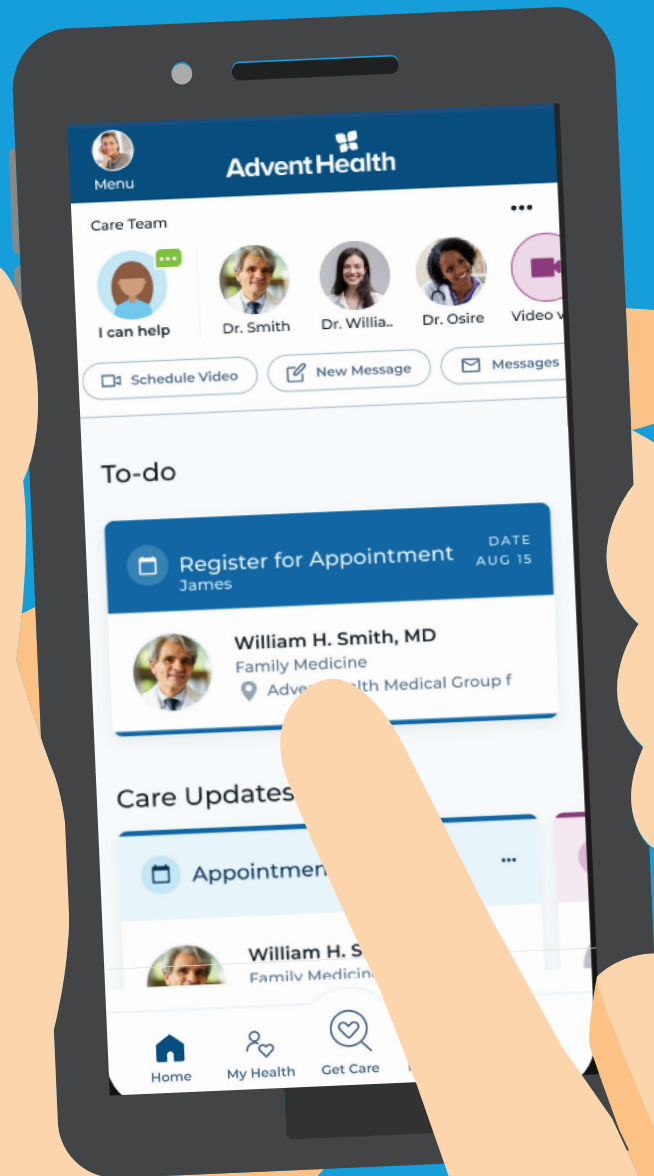 Menu
AdventHealth
Care Team
I can help
Dr. Smith
Dr. Willia..
Dr. Osire
Video v
Schedule Video
New Message
Messages
To-do
Register for Appointment
James
DATE
AUG 15
William H. Smith, MD
Family Medicine
Medical Group f
Care Updates
William H. S
Family Medicin
Home
My Health
Get Care